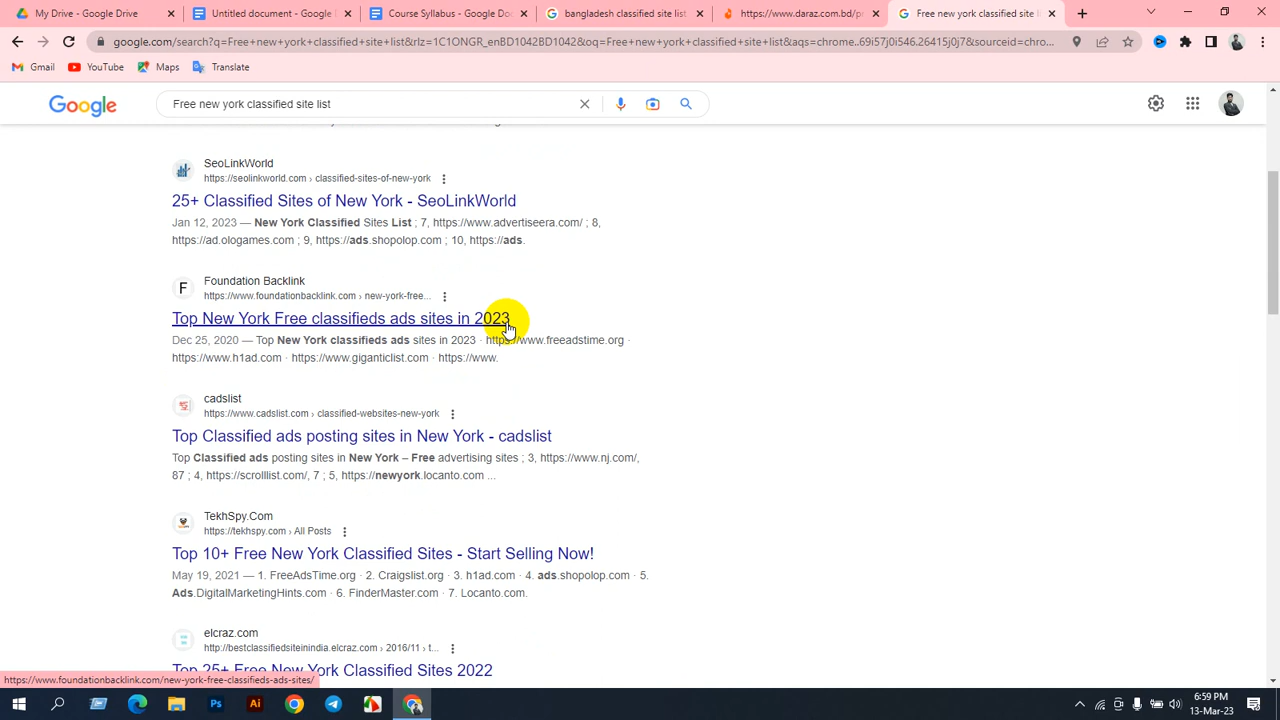 My Drive - Google D
Untitled document - Google D
Course Syllabus - Google Doc
bangladesh classified site list
https://www.daraz.com.bd/p
Free new york classified site li
google.com/search?q=Free+new+york+classified+site+list&rlz=1C1ONGR_enBD1042BD1042&oq=Free+new+york+classified+site+list&aqs=chrome..69i57j0i546.26415j0j7&sourceid=chro...
Gmail
YouTube
Maps
Translate
Google
Free new york classified site list
SeoLinkWorld
https://seolinkworld.com › classified-sites-of-new-york
25+ Classified Sites of New York - SeoLinkWorld
Jan 12, 2023 — New York Classified Sites List ; 7, https://www.advertiseera.com/ ; 8,
https://ad.ologames.com ; 9, https://ads.shopolop.com ; 10, https://ads.
F
Foundation Backlink
https://www.foundationbacklink.com › new-york-free...
Top New York Free classifieds ads sites in 2023
Dec 25, 2020 — Top New York classifieds ads sites in 2023 · https://www.freeadstime.org ·
https://www.h1ad.com · https://www.giganticlist.com · https://www.
cadslist
https://www.cadslist.com › classified-websites-new-york
Top Classified ads posting sites in New York - cadslist
Top Classified ads posting sites in New York – Free advertising sites ; 3, https://www.nj.com/,
87 ; 4, https://scrolllist.com/, 7 ; 5, https://newyork.locanto.com ...
TekhSpy.Com
https://tekhspy.com › All Posts
Top 10+ Free New York Classified Sites - Start Selling Now!
May 19, 2021 — 1. FreeAdsTime.org · 2. Craigslist.org · 3. h1ad.com · 4. ads.shopolop.com · 5.
Ads.DigitalMarketingHints.com · 6. FinderMaster.com · 7. Locanto.com.
elcraz.com
http://bestclassifiedsiteinindia.elcraz.com › 2016/11 › t...
Top 25+ Free New York Classified Sites 2022
https://www.foundationbacklink.com/new-york-free-classifieds-ads-sites/
Ps
Ai
6:59 PM
13-Mar-23